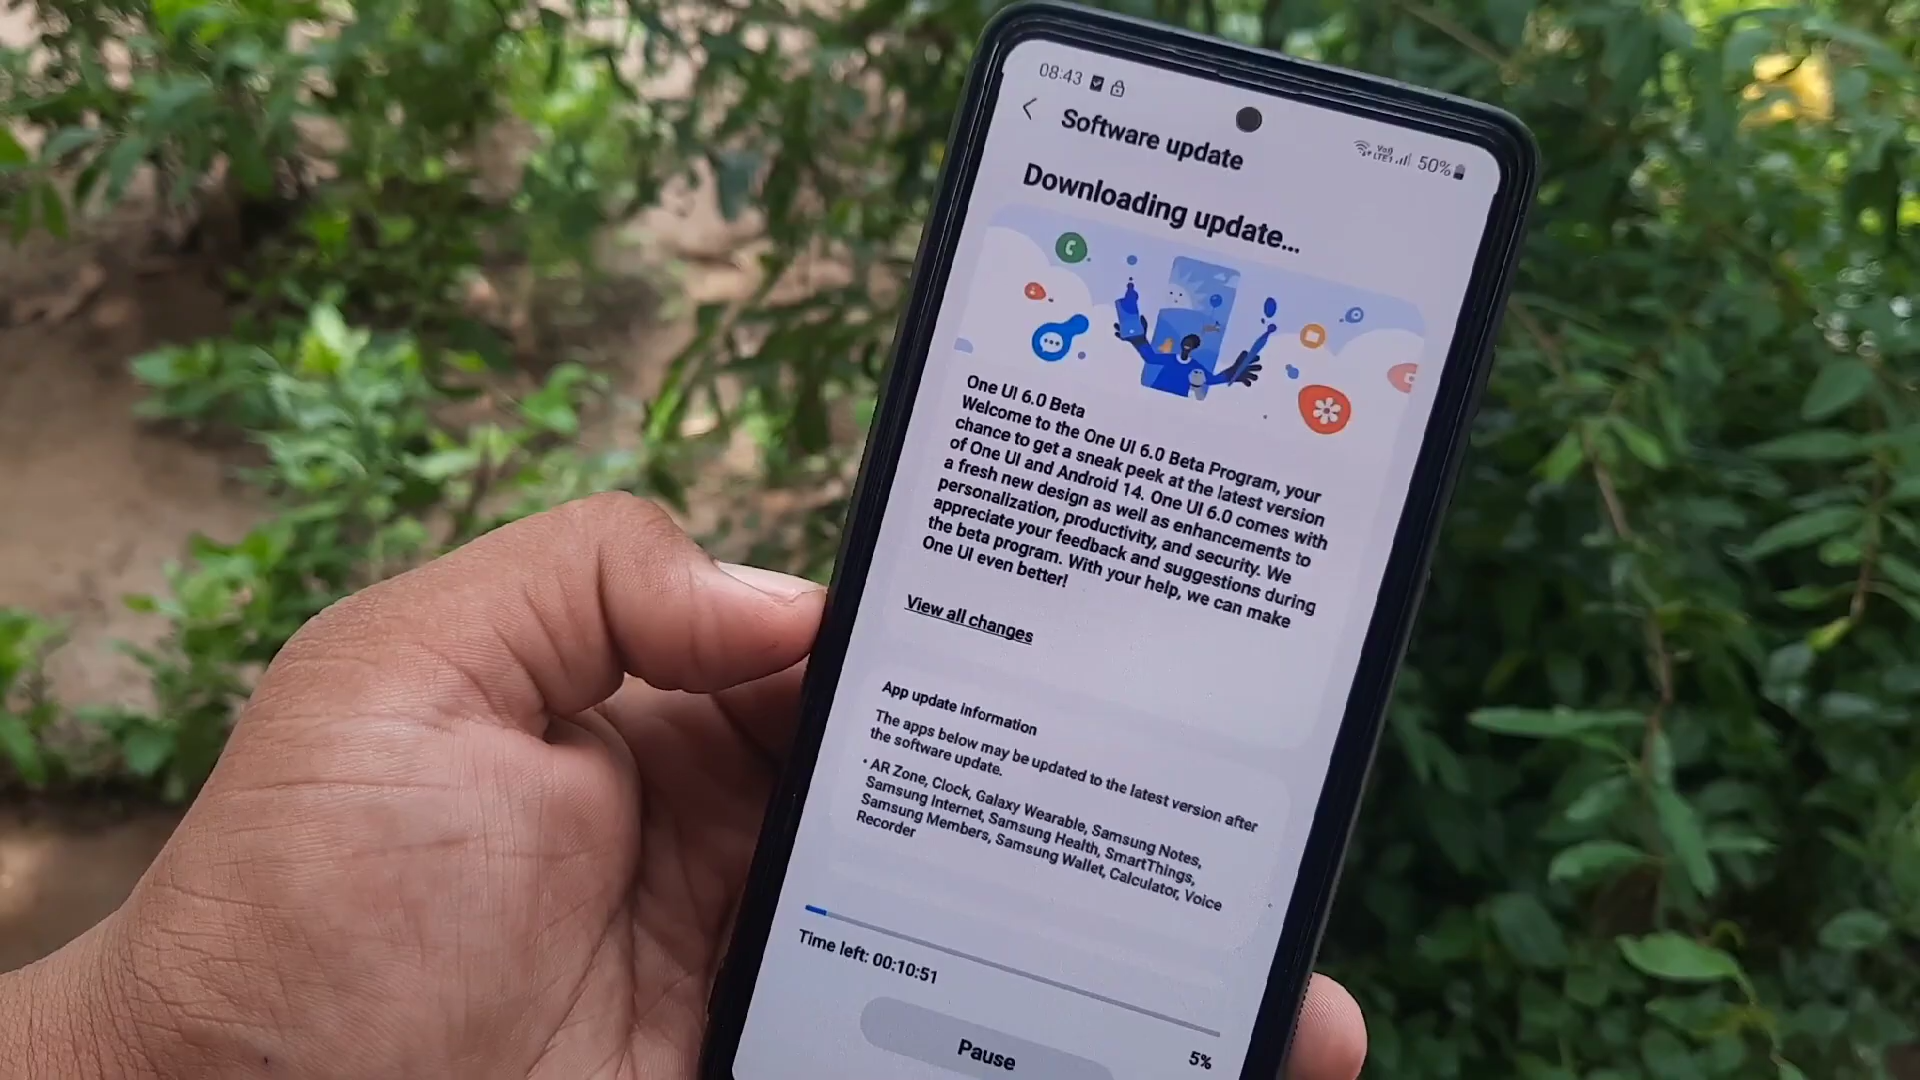 08:43
Vo) LTE1 50%
Software update
Downloading update...
One UI 6.0 Beta
Welcome to the One UI 6.0 Beta Program, your
chance to get a sneak peek at the latest version
of One UI and Android 14. One UI 6.0 comes with
a fresh new design as well as enhancements to
personalization, productivity, and security. We
appreciate your feedback and suggestions during
the beta program. With your help, we can make
One UI even better!
View all changes
App update information
The apps below may be updated to the latest version after
the software update.
• AR Zone, Clock, Galaxy Wearable, Samsung Notes,
Samsung Internet, Samsung Health, SmartThings,
Samsung Members, Samsung Wallet, Calculator, Voice
Recorder
Time left: 00:10:51
5%
Pause